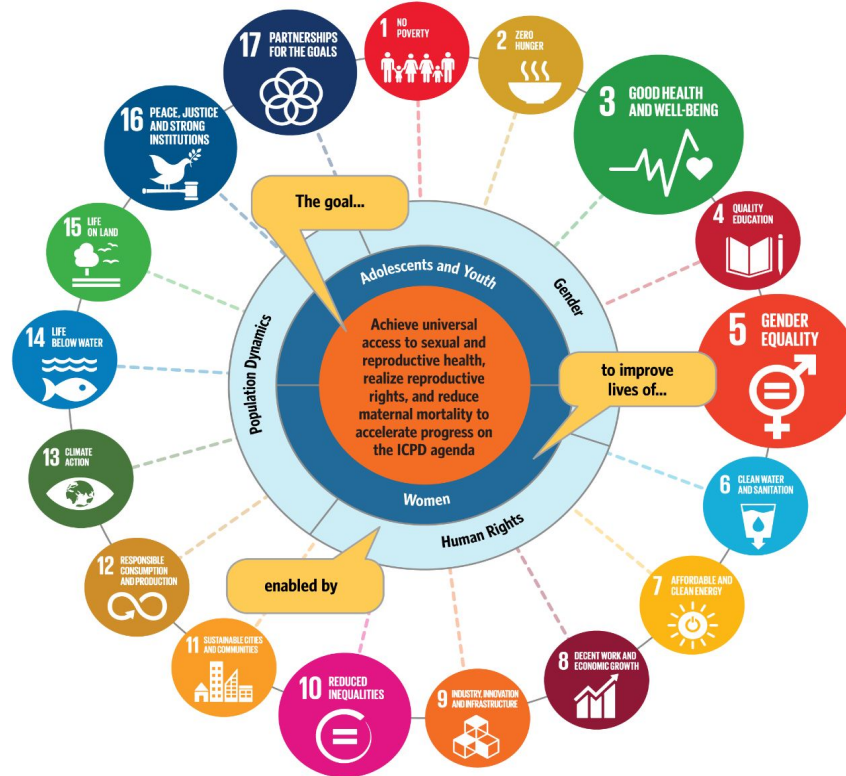 1 NO
POVERTY
2 ZERO
HUNGER
3 GOOD HEALTH
AND WELL-BEING
4 QUALITY
EDUCATION
5 GENDER
EQUALITY
6 CLEAN WATER
AND SANITATION
7 AFFORDABLE AND
CLEAN ENERGY
8 DECENT WORK AND
ECONOMIC GROWTH
9 INDUSTRY, INNOVATION
AND INFRASTRUCTURE
10 REDUCED
INEQUALITIES
11 SUSTAINABLE CITIES
AND COMMUNITIES
12 RESPONSIBLE
CONSUMPTION
AND PRODUCTION
13 CLIMATE
ACTION
14 LIFE
BELOW WATER
15 LIFE
ON LAND
16 PEACE, JUSTICE
AND STRONG
INSTITUTIONS
17 PARTNERSHIPS
FOR THE GOALS
The goal...
Achieve universal
access to sexual and
reproductive health,
realize reproductive
rights, and reduce
maternal mortality to
accelerate progress on
the ICPD agenda
to improve
lives of...
Adolescents and Youth
Women
enabled by
Population Dynamics
Gender
Human Rights